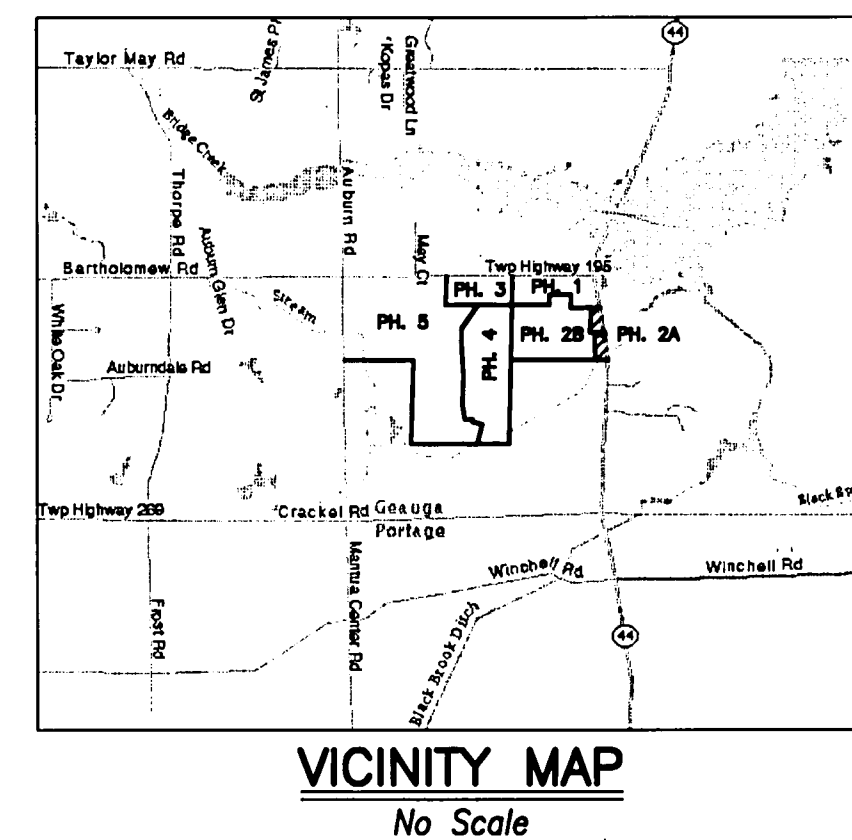 44
Taylor May Rd
St James Pl
Kopas Dr
Greatwood Ln
Bridge Creek
Thorpe Rd
Auburn Rd
Auburn Glen Dr
May Ct
Twp Highway 195
Bartholomew Rd
Stream
PH. 3
PH. 1
PH. 5
PH. 4
PH. 2B
PH. 2A
White Oak Dr
Auburndale Rd
Twp Highway 269
Crackel Rd
Geauga
Portage
Black
Winchell Rd
Winchell Rd
Frost Rd
Mantua Center Rd
Black Brook Ditch
44
VICINITY MAP
No Scale